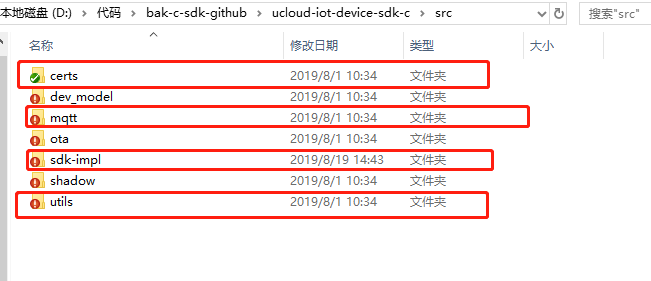 本地磁盘 (D:) › 代码 › bak-c-sdk-github › ucloud-iot-device-sdk-c › src 搜索"src"
名称 修改日期 类型 大小
certs 2019/8/1 10:34 文件夹
dev_model 2019/8/1 10:34 文件夹
mqtt 2019/8/1 10:34 文件夹
ota 2019/8/1 10:34 文件夹
sdk-impl 2019/8/19 14:43 文件夹
shadow 2019/8/1 10:34 文件夹
utils 2019/8/1 10:34 文件夹